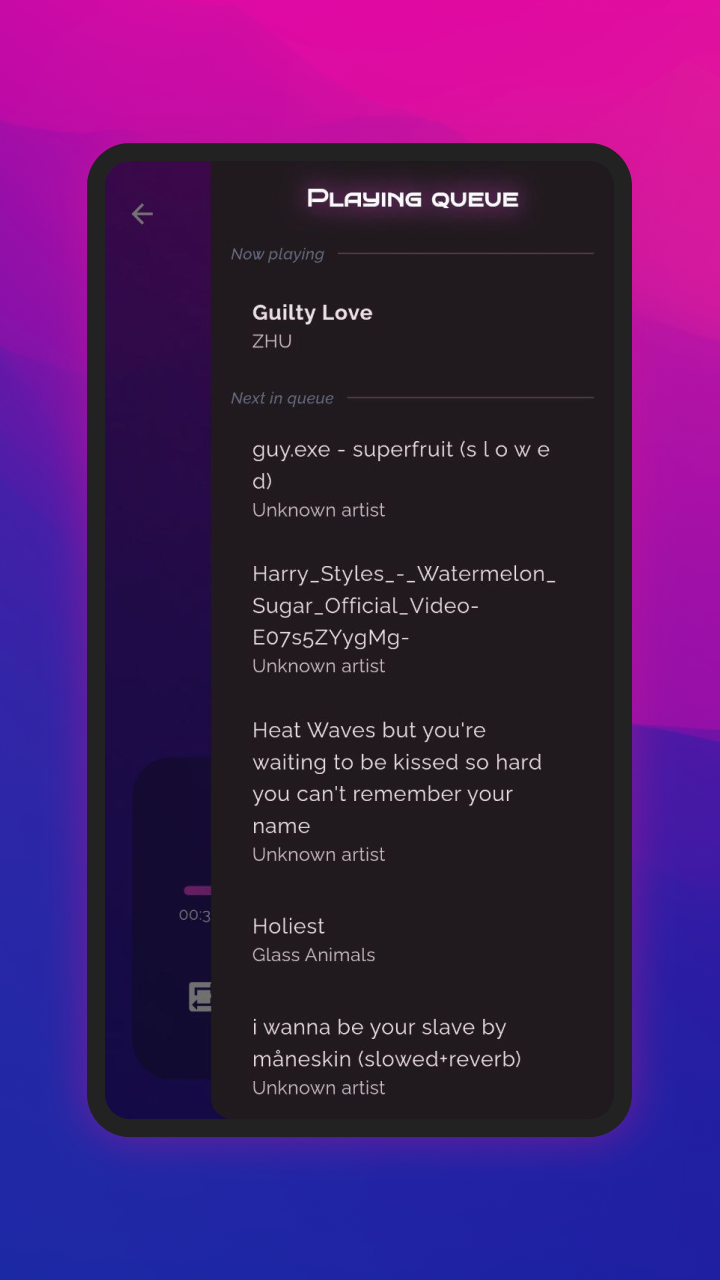 Playing queue
Now playing
Guilty Love
ZHU
Next in queue
guy.exe - superfruit (s l o w e
d)
Unknown artist
Harry_Styles_-_Watermelon_
Sugar_Official_Video-
E07s5ZYygMg-
Unknown artist
Heat Waves but you're
waiting to be kissed so hard
you can't remember your
name
Unknown artist
00:3
Holiest
Glass Animals
i wanna be your slave by
måneskin (slowed+reverb)
Unknown artist